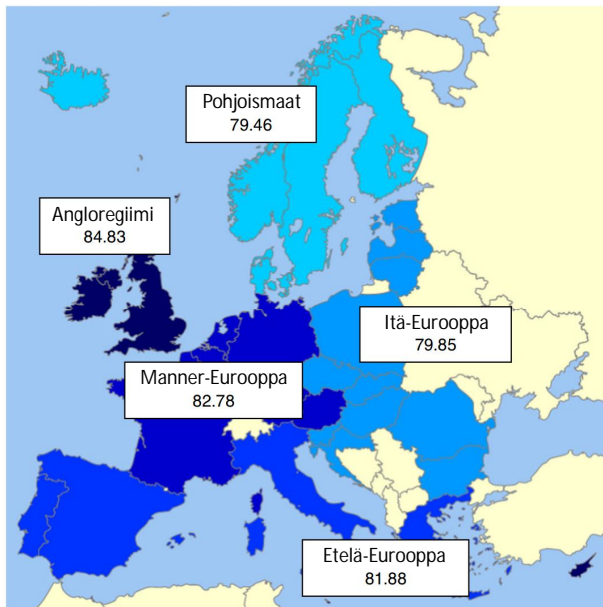 Pohjoismaat
79.46
Angloregiimi
84.83
Itä-Eurooppa
79.85
Manner-Eurooppa
82.78
Etelä-Eurooppa
81.88